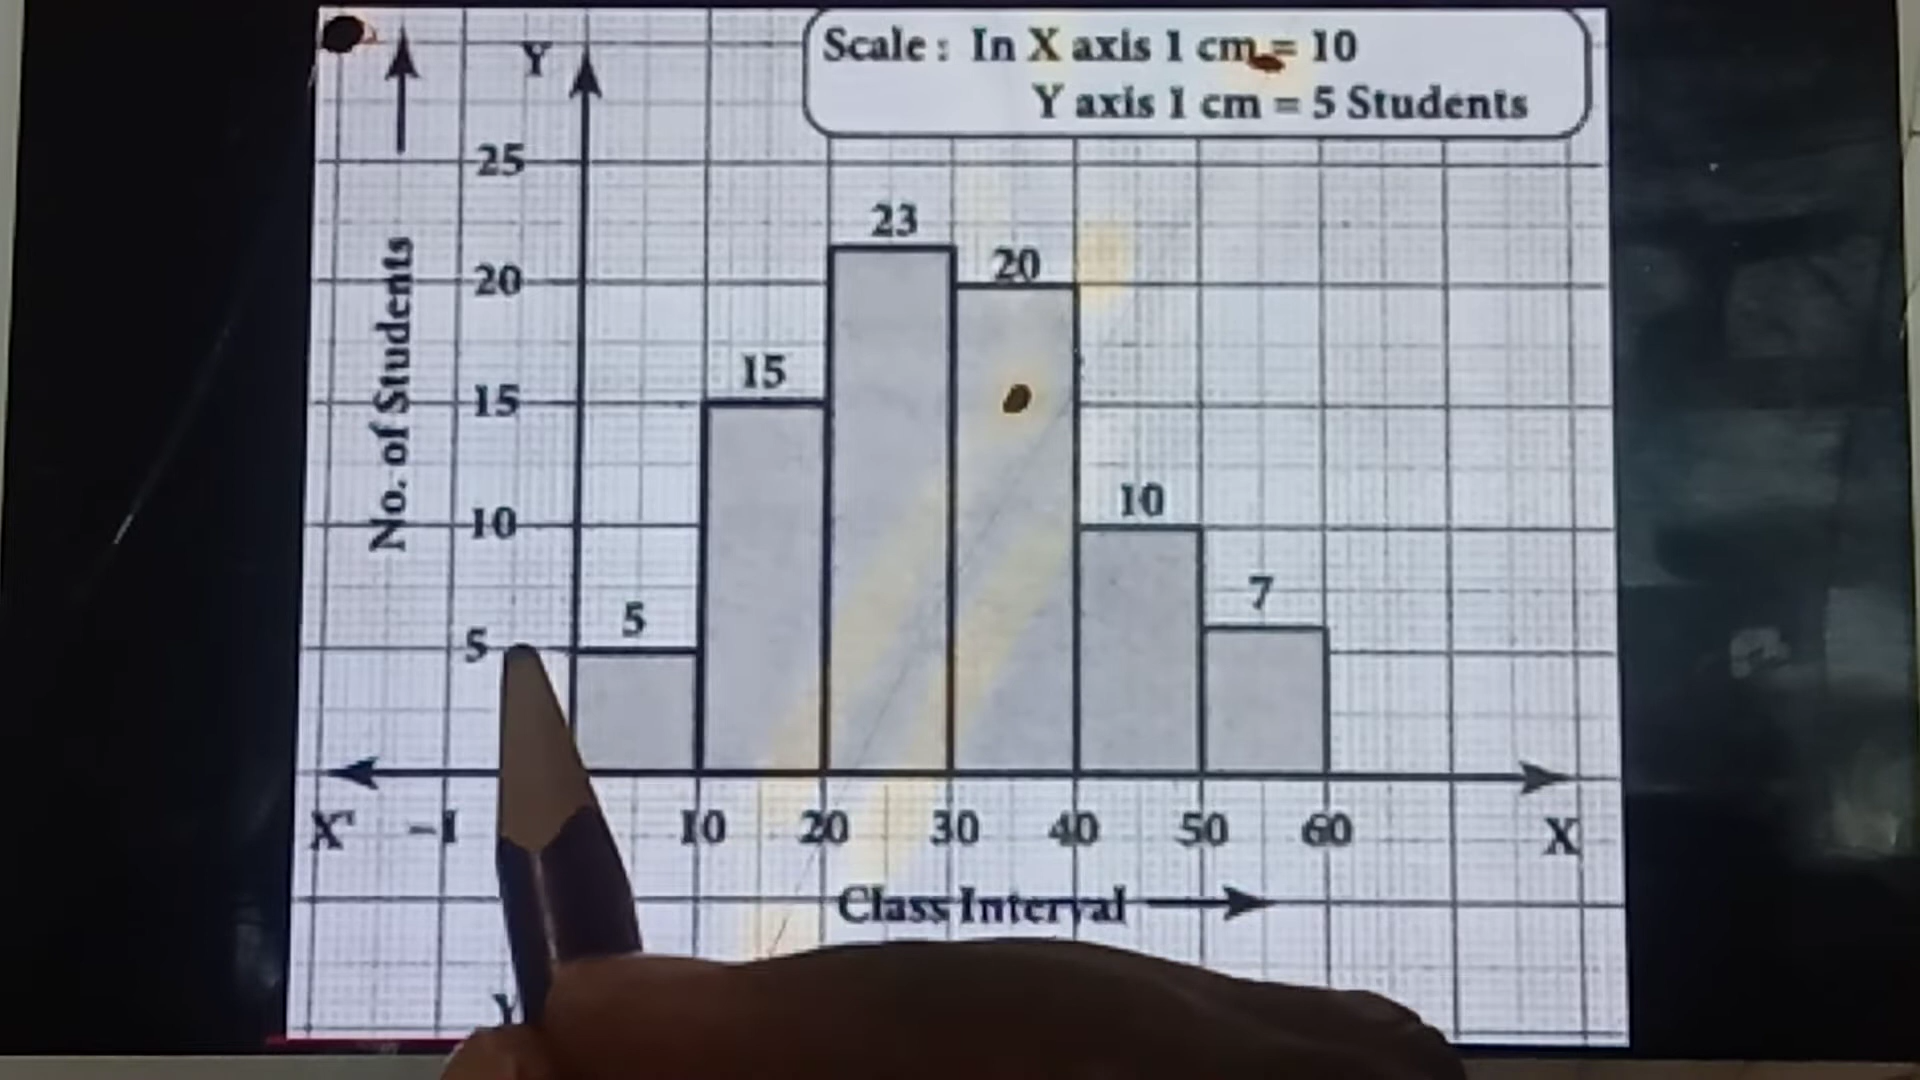 Y
Scale : In X axis 1 cm = 10
Y axis 1 cm = 5 Students
25
23
20
20
15
15
10
10
7
5
5
No. of Students
X' -1 10 20 30 40 50 60 X
Class Interval